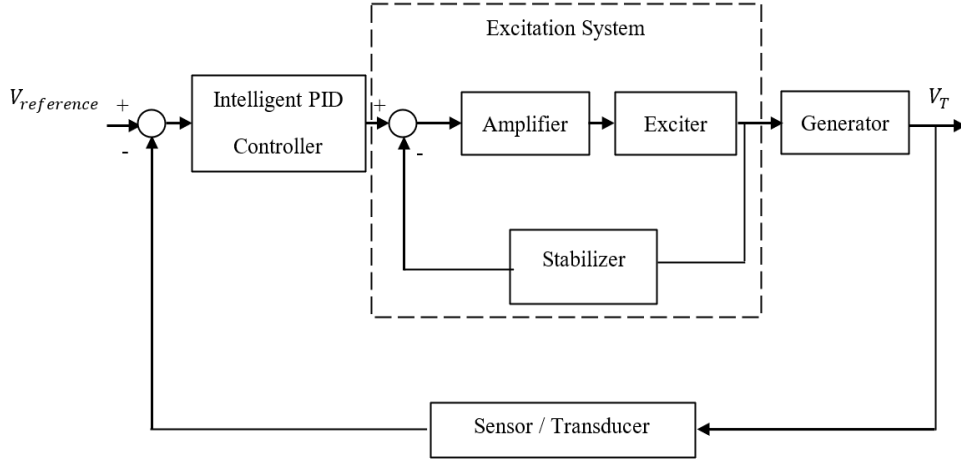 Excitation System
V_reference
+
-
Intelligent PID
Controller
+
-
Amplifier
Exciter
Generator
V_T
Stabilizer
Sensor / Transducer